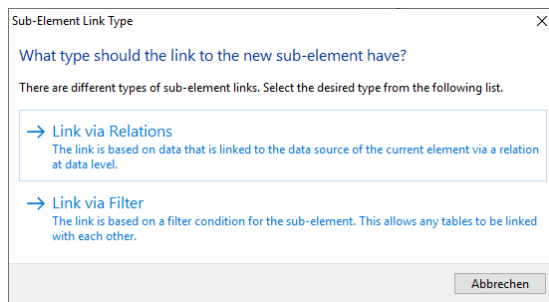 Sub-Element Link Type
What type should the link to the new sub-element have?
There are different types of sub-element links. Select the desired type from the following list.
Link via Relations
The link is based on data that is linked to the data source of the current element via a relation
at data level.
Link via Filter
The link is based on a filter condition for the sub-element. This allows any tables to be linked
with each other.
Abbrechen